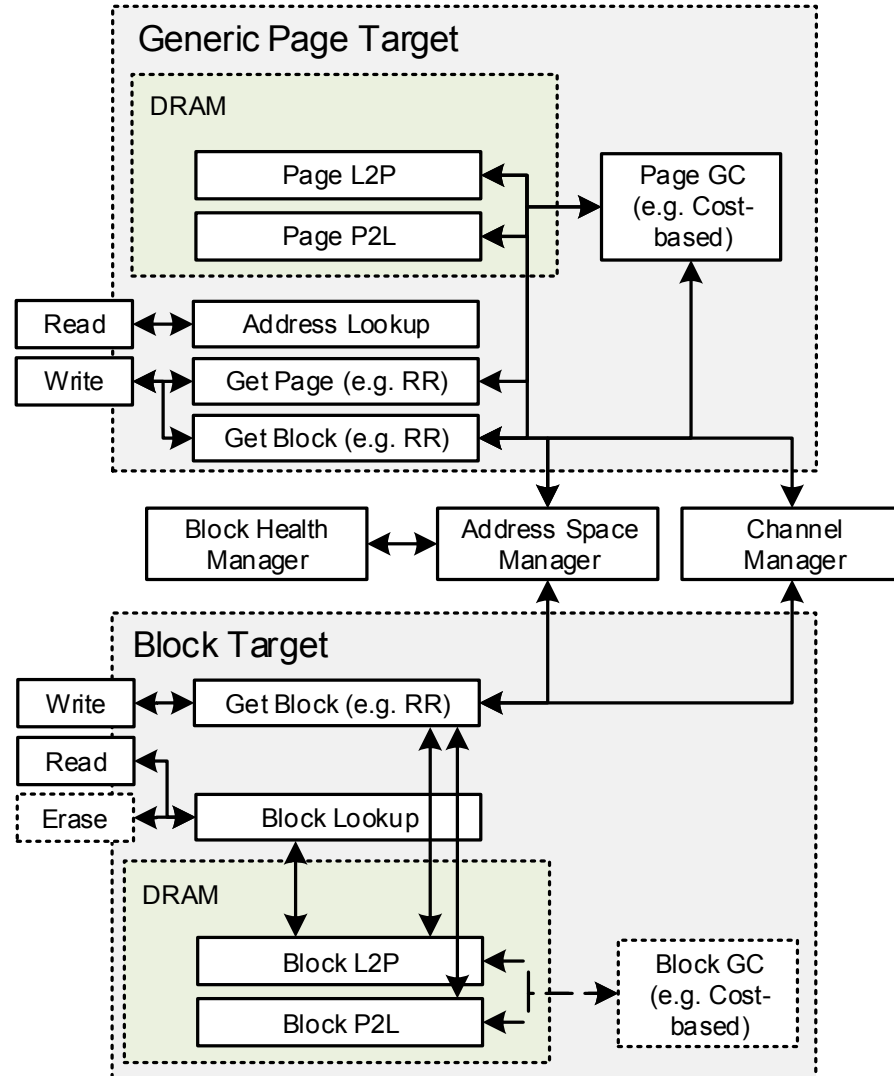 Generic Page Target
DRAM
Page L2P
Page P2L
Page GC
(e.g. Cost-
based)
Read
Address Lookup
Write
Get Page (e.g. RR)
Get Block (e.g. RR)
Block Health
Manager
Address Space
Manager
Channel
Manager
Block Target
Write
Get Block (e.g. RR)
Read
Erase
Block Lookup
DRAM
Block L2P
Block P2L
Block GC
(e.g. Cost-
based)